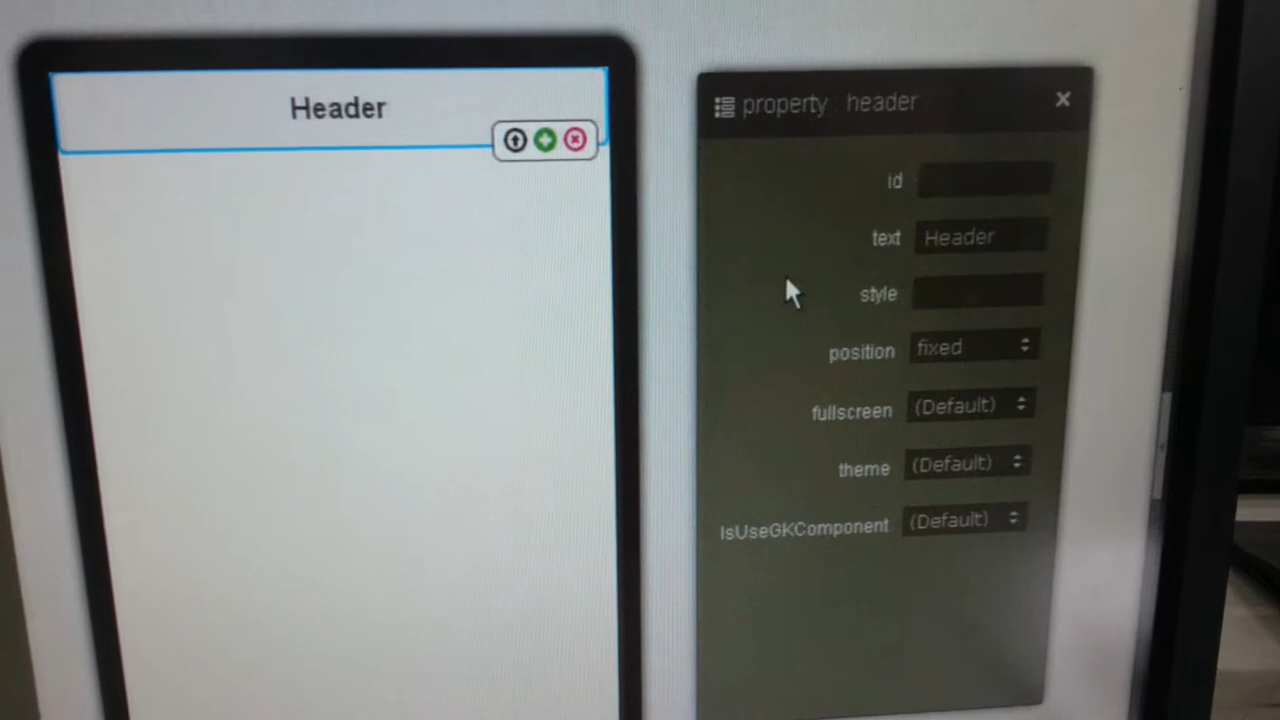 Header
property : header
id
text Header
style
position fixed
fullscreen (Default)
theme (Default)
IsUseGKComponent (Default)